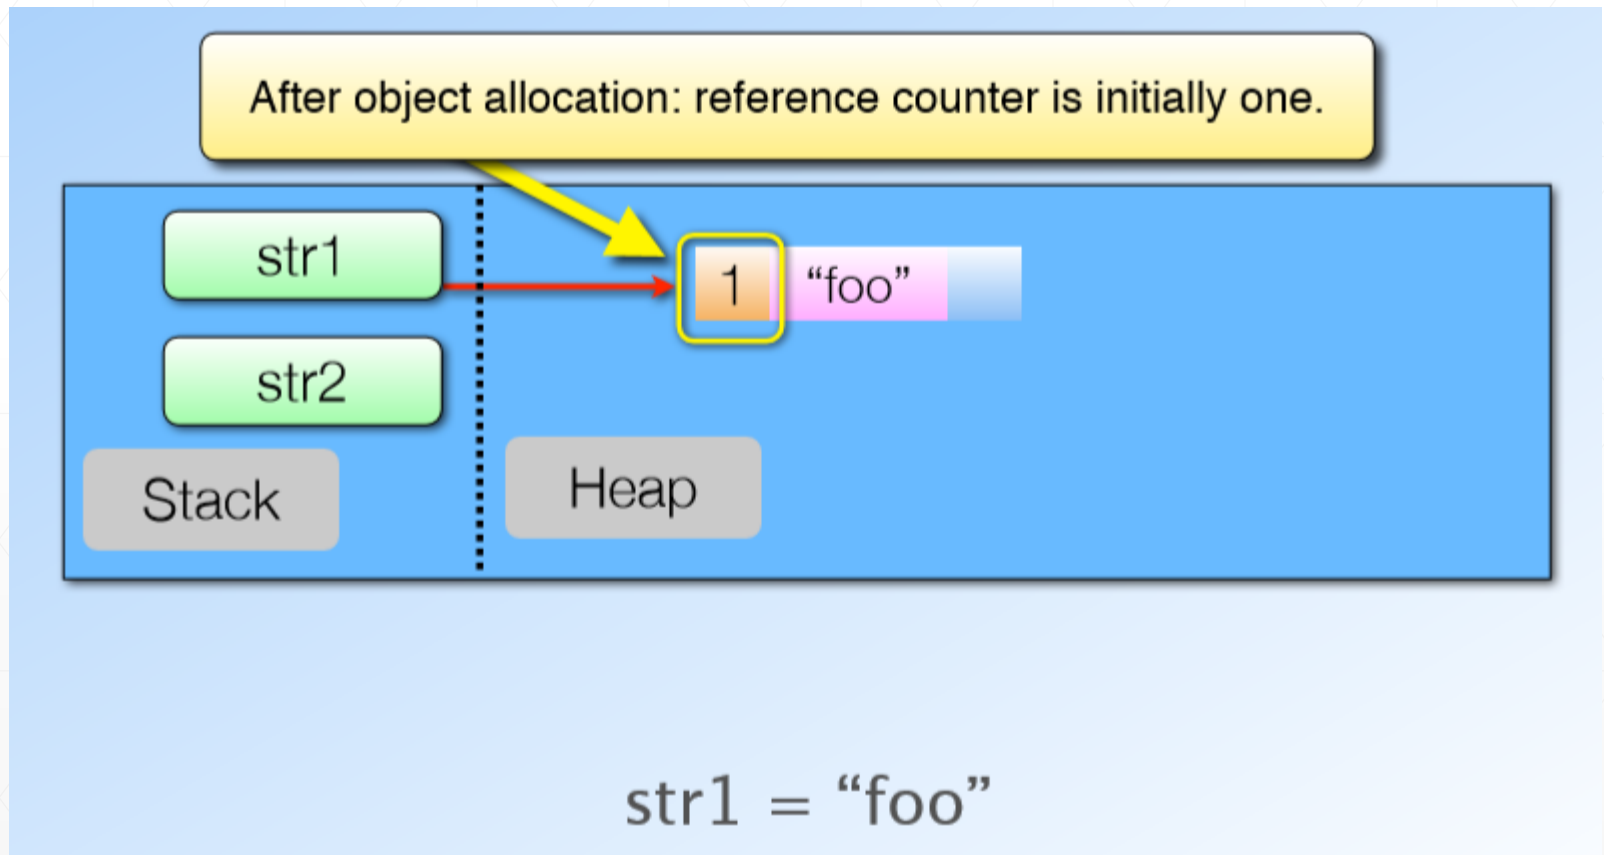 After object allocation: reference counter is initially one.
str1
1
“foo”
str2
Stack
Heap
str1 = “foo”